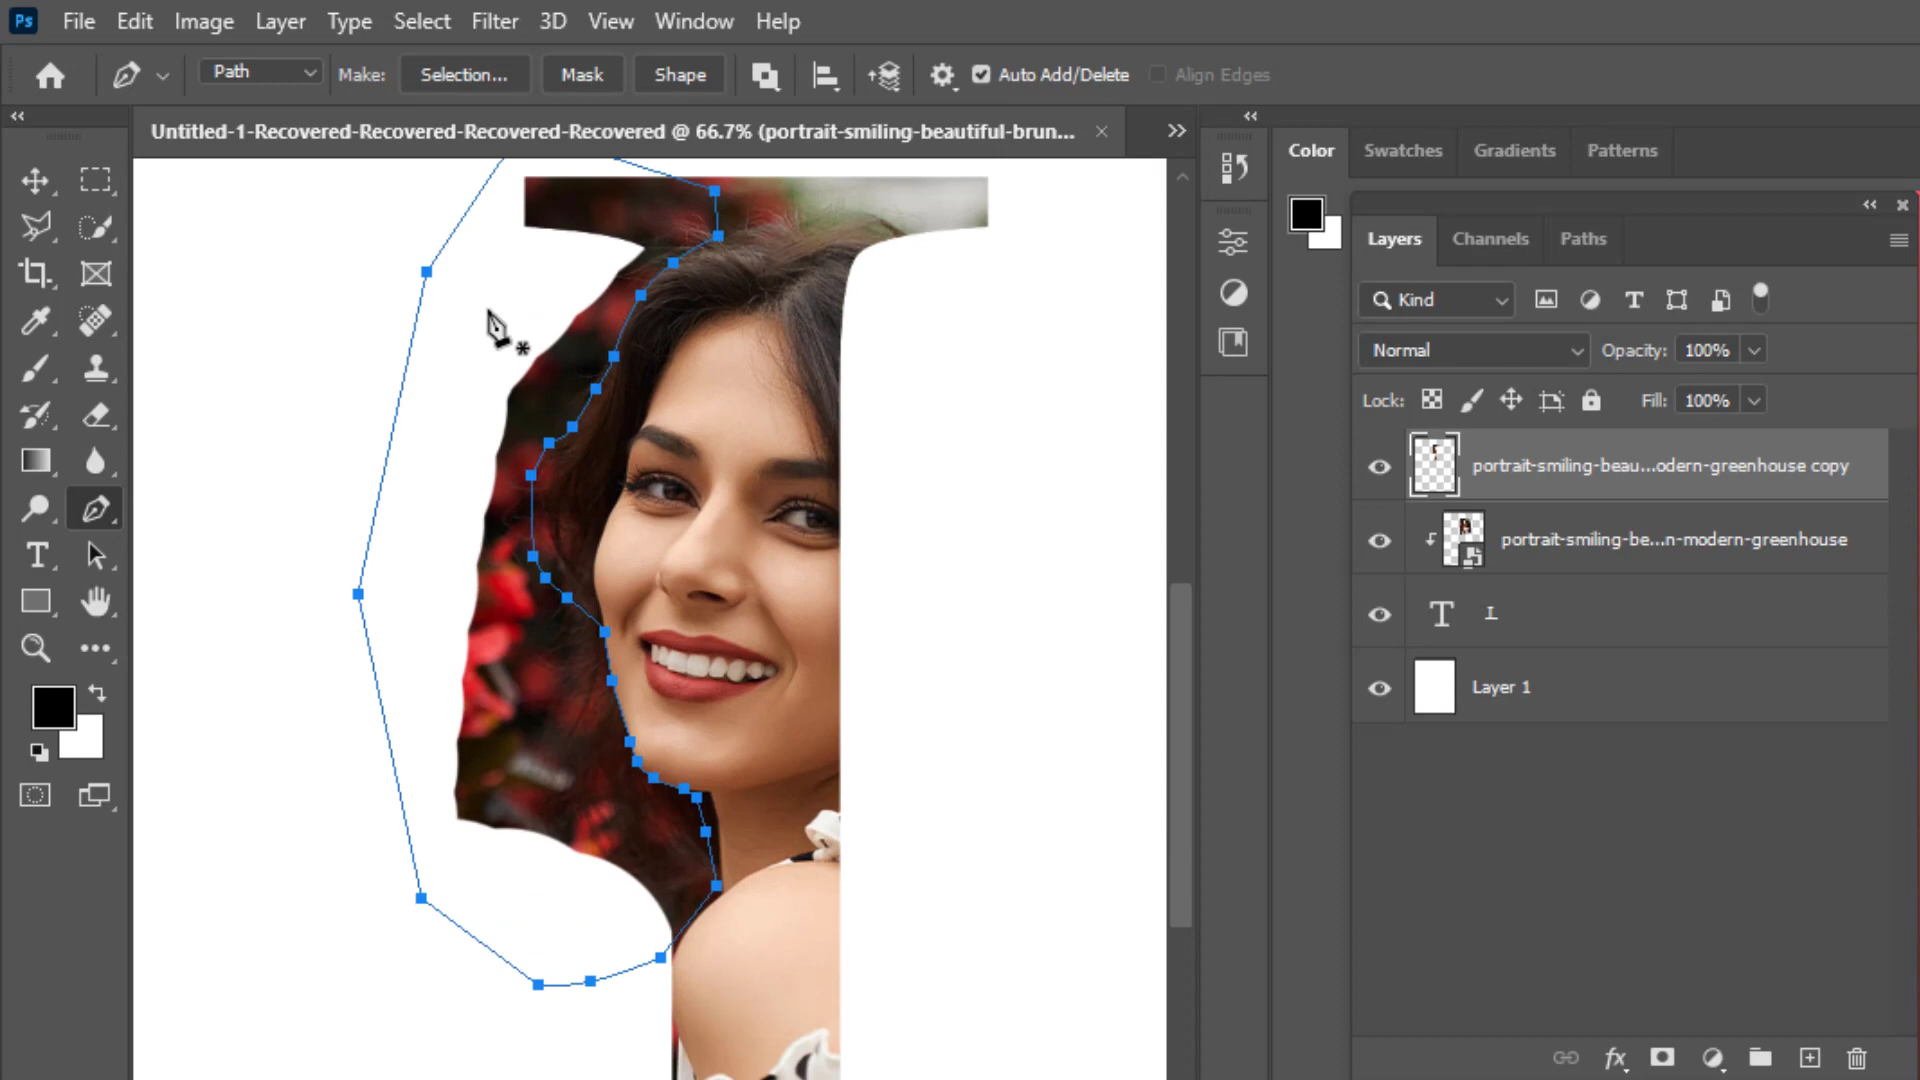 Ps File Edit Image Layer Type Select Filter 3D View Window Help
Path Make: Selection... Mask Shape Auto Add/Delete Align Edges
Untitled-1-Recovered-Recovered-Recovered-Recovered @ 66.7% (portrait-smiling-beautiful-brun...
Color Swatches Gradients Patterns
Layers Channels Paths
Kind
Normal Opacity: 100%
Lock: Fill: 100%
portrait-smiling-beau...odern-greenhouse copy
portrait-smiling-be...n-modern-greenhouse
I
Layer 1